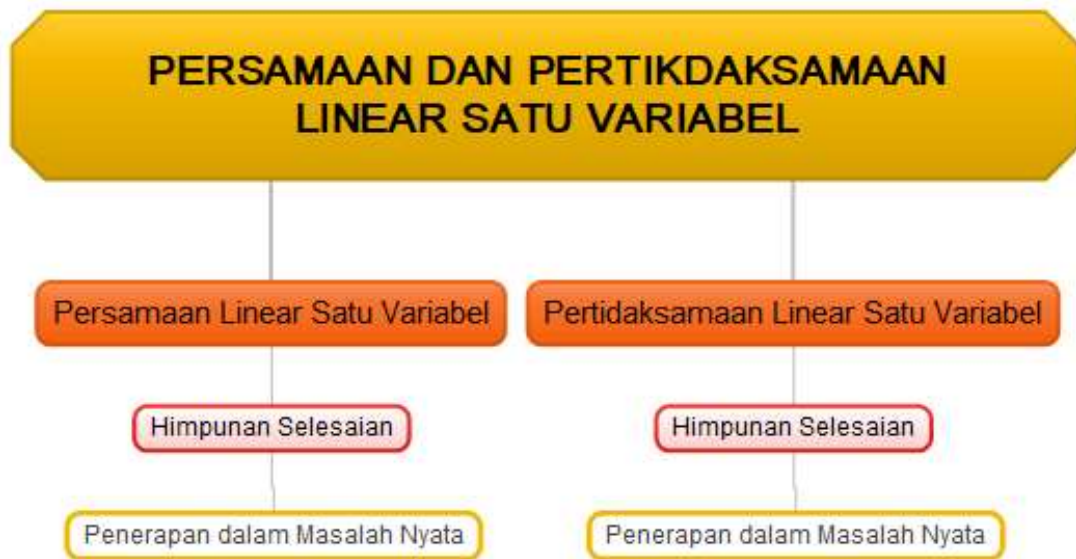 PERSAMAAN DAN PERTIKDAKSAMAAN
LINEAR SATU VARIABEL
Persamaan Linear Satu Variabel
Pertidaksamaan Linear Satu Variabel
Himpunan Selesaian
Himpunan Selesaian
Penerapan dalam Masalah Nyata
Penerapan dalam Masalah Nyata